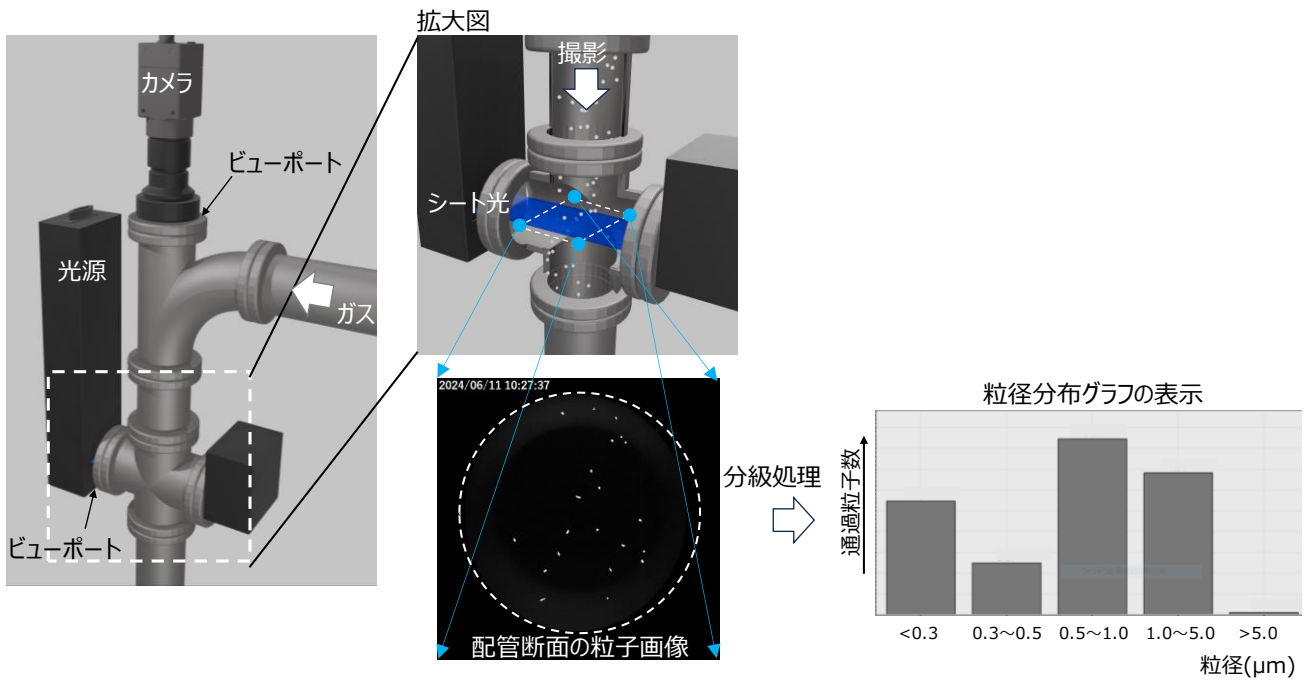 拡大図
カメラ
ビューポート
光源
ガス
ビューポート
撮影
シート光
2024/06/11 10:27:37
配管断面の粒子画像
分級処理
粒径分布グラフの表示
通過粒子数
<0.3 0.3～0.5 0.5～1.0 1.0～5.0 >5.0
粒径(μm)